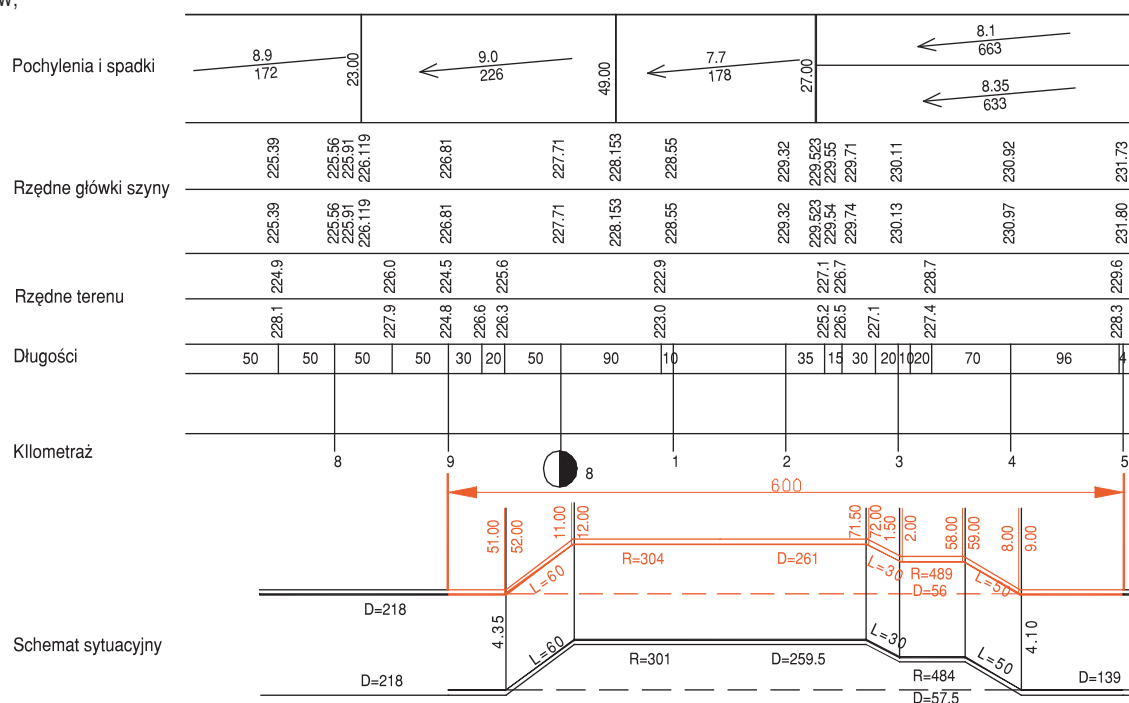 w,
Pochylenia i spadki
8.9
172
23.00
9.0
226
49.00
7.7
178
27.00
8.1
663
8.35
633
Rzędne główki szyny
225.39 225.56 225.91 226.119 226.81 227.71 228.153 228.55 229.32 229.523 229.55 229.71 230.11 230.92 231.73
225.39 225.56 225.91 226.119 226.81 227.71 228.153 228.55 229.32 229.523 229.54 229.74 230.13 230.97 231.80
Rzędne terenu
224.9 226.0 224.5 225.6 222.9 227.1 226.7 228.7 229.6
228.1 227.9 224.8 226.6 226.3 223.0 225.2 226.5 227.1 227.4 228.3
Długości
50 50 50 50 30 20 50 90 10 35 15 30 20 10 20 70 96 4
KIlometraż
8 9 8 1 2 3 4 5
600
51.00 52.00 11.00 12.00 71.50 72.00 1.50 2.00 58.00 59.00 8.00 9.00
L=60 R=304 D=261 L=30 R=489 L=50
D=56
D=218
Schemat sytuacyjny
4.35 L=60 R=301 D=259.5 L=30 L=50 4.10
D=218 R=484 D=139
D=57.5